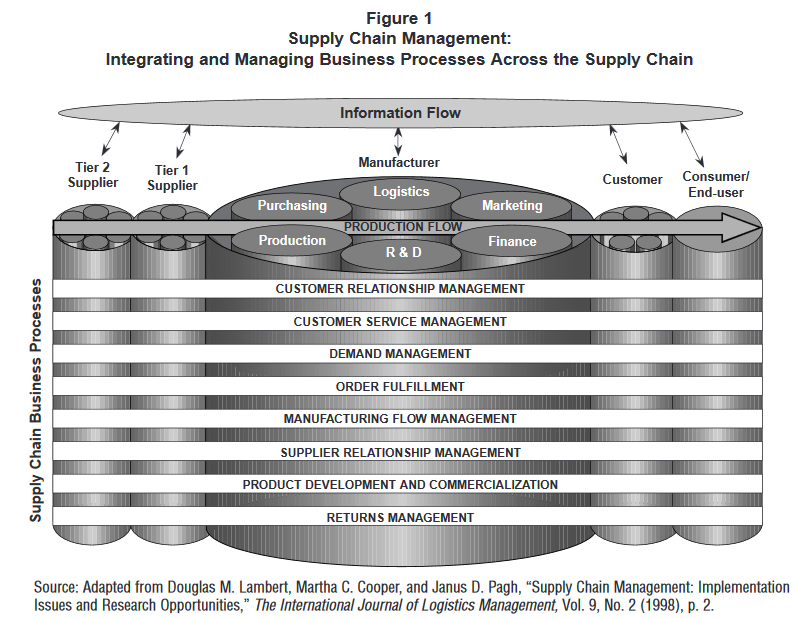 Figure 1
Supply Chain Management:
Integrating and Managing Business Processes Across the Supply Chain
Information Flow
Tier 2
Supplier
Tier 1
Supplier
Manufacturer
Customer
Consumer/
End-user
Logistics
Purchasing
Marketing
PRODUCTION FLOW
Production
Finance
R & D
Supply Chain Business Processes
CUSTOMER RELATIONSHIP MANAGEMENT
CUSTOMER SERVICE MANAGEMENT
DEMAND MANAGEMENT
ORDER FULFILLMENT
MANUFACTURING FLOW MANAGEMENT
SUPPLIER RELATIONSHIP MANAGEMENT
PRODUCT DEVELOPMENT AND COMMERCIALIZATION
RETURNS MANAGEMENT
Source: Adapted from Douglas M. Lambert, Martha C. Cooper, and Janus D. Pagh, “Supply Chain Management: Implementation
Issues and Research Opportunities,” The International Journal of Logistics Management, Vol. 9, No. 2 (1998), p. 2.